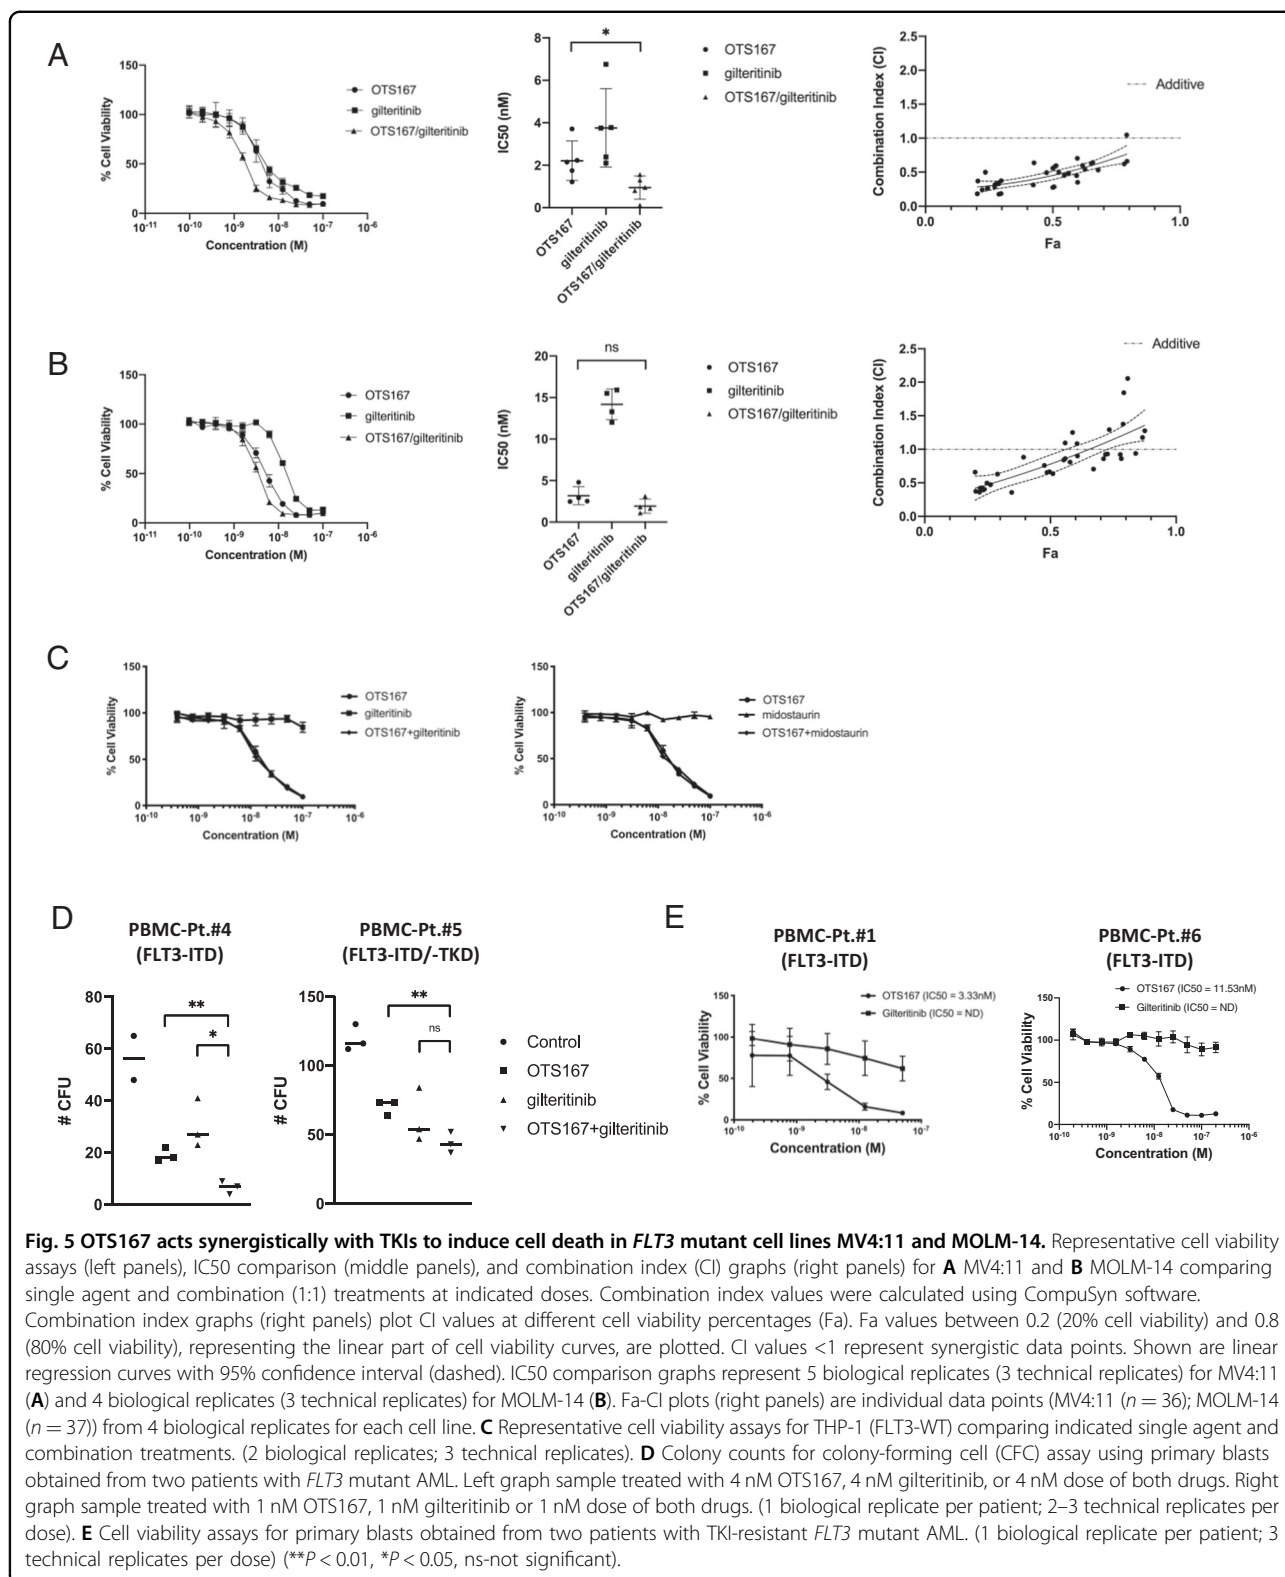 A
150
100
50
0
% Cell Viability
10-11
10-10
10-9
10-8
10-7
10-6
Concentration (M)
OTS167
gilteritinib
OTS167/gilteritinib
8
6
4
2
0
IC50 (nM)
*
OTS167
gilteritinib
OTS167/gilteritinib
OTS167
gilteritinib
OTS167/gilteritinib
2.5
2.0
1.5
1.0
0.5
0.0
Combination Index (CI)
0.0
0.5
1.0
Fa
Additive
B
150
100
50
0
% Cell Viability
10-11
10-10
10-9
10-8
10-7
10-6
Concentration (M)
OTS167
gilteritinib
OTS167/gilteritinib
20
15
10
5
0
IC50 (nM)
ns
OTS167
gilteritinib
OTS167/gilteritinib
OTS167
gilteritinib
OTS167/gilteritinib
2.5
2.0
1.5
1.0
0.5
0.0
Combination Index (CI)
0.0
0.5
1.0
Fa
Additive
C
150
100
50
0
% Cell Viability
10-10
10-9
10-8
10-7
10-6
Concentration (M)
OTS167
gilteritinib
OTS167+gilteritinib
150
100
50
0
% Cell Viability
10-10
10-9
10-8
10-7
10-6
Concentration (M)
OTS167
midostaurin
OTS167+midostaurin
D
PBMC-Pt.#4
(FLT3-ITD)
80
60
40
20
0
# CFU
**
*
PBMC-Pt.#5
(FLT3-ITD/-TKD)
150
100
50
0
# CFU
**
ns
Control
OTS167
gilteritinib
OTS167+gilteritinib
E
PBMC-Pt.#1
(FLT3-ITD)
OTS167 (IC50 = 3.33nM)
Gilteritinib (IC50 = ND)
150
100
50
0
% Cell Viability
10-10
10-9
10-8
10-7
Concentration (M)
PBMC-Pt.#6
(FLT3-ITD)
OTS167 (IC50 = 11.53nM)
Gilteritinib (IC50 = ND)
150
100
50
0
% Cell Viability
10-10
10-9
10-8
10-7
10-6
Concentration (M)
Fig. 5 OTS167 acts synergistically with TKIs to induce cell death in FLT3 mutant cell lines MV4:11 and MOLM-14. Representative cell viability
assays (left panels), IC50 comparison (middle panels), and combination index (CI) graphs (right panels) for A MV4:11 and B MOLM-14 comparing
single agent and combination (1:1) treatments at indicated doses. Combination index values were calculated using CompuSyn software.
Combination index graphs (right panels) plot CI values at different cell viability percentages (Fa). Fa values between 0.2 (20% cell viability) and 0.8
(80% cell viability), representing the linear part of cell viability curves, are plotted. CI values <1 represent synergistic data points. Shown are linear
regression curves with 95% confidence interval (dashed). IC50 comparison graphs represent 5 biological replicates (3 technical replicates) for MV4:11
(A) and 4 biological replicates (3 technical replicates) for MOLM-14 (B). Fa-CI plots (right panels) are individual data points (MV4:11 (n = 36); MOLM-14
(n = 37)) from 4 biological replicates for each cell line. C Representative cell viability assays for THP-1 (FLT3-WT) comparing indicated single agent and
combination treatments. (2 biological replicates; 3 technical replicates). D Colony counts for colony-forming cell (CFC) assay using primary blasts
obtained from two patients with FLT3 mutant AML. Left graph sample treated with 4 nM OTS167, 4 nM gilteritinib, or 4 nM dose of both drugs. Right
graph sample treated with 1 nM OTS167, 1 nM gilteritinib or 1 nM dose of both drugs. (1 biological replicate per patient; 2–3 technical replicates per
dose). E Cell viability assays for primary blasts obtained from two patients with TKI-resistant FLT3 mutant AML. (1 biological replicate per patient; 3
technical replicates per dose) (**P < 0.01, *P < 0.05, ns-not significant).